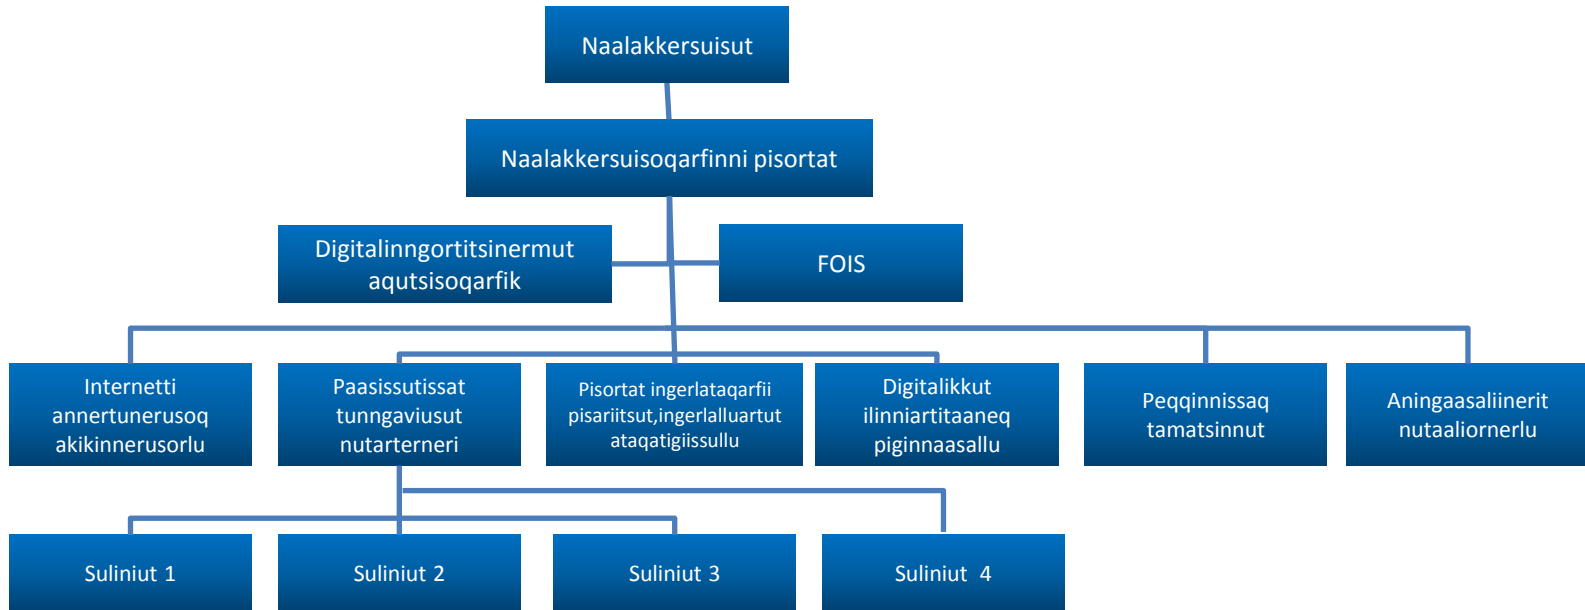 Naalakkersuisut
Naalakkersuisoqarfinni pisortat
Digitalinngortitsinermut
aqutsisoqarfik
FOIS
Internetti
annertunerusoq
akikinnerusorlu
Paasissutissat
tunngaviusut
nutarterneri
Pisortat ingerlataqarfii
pisariitsut,ingerlalluartut
ataqatigiissullu
Digitalikkut
ilinniartitaaneq
piginnaasallu
Peqqinnissaq
tamatsinnut
Aningaasaliinerit
nutaaliornerlu
Suliniut 1
Suliniut 2
Suliniut 3
Suliniut  4